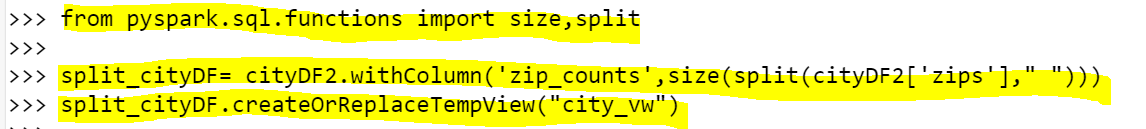 >>> from pyspark.sql.functions import size,split
>>>
>>> split_cityDF= cityDF2.withColumn('zip_counts',size(split(cityDF2['zips']," ")))
>>> split_cityDF.createOrReplaceTempView("city_vw")